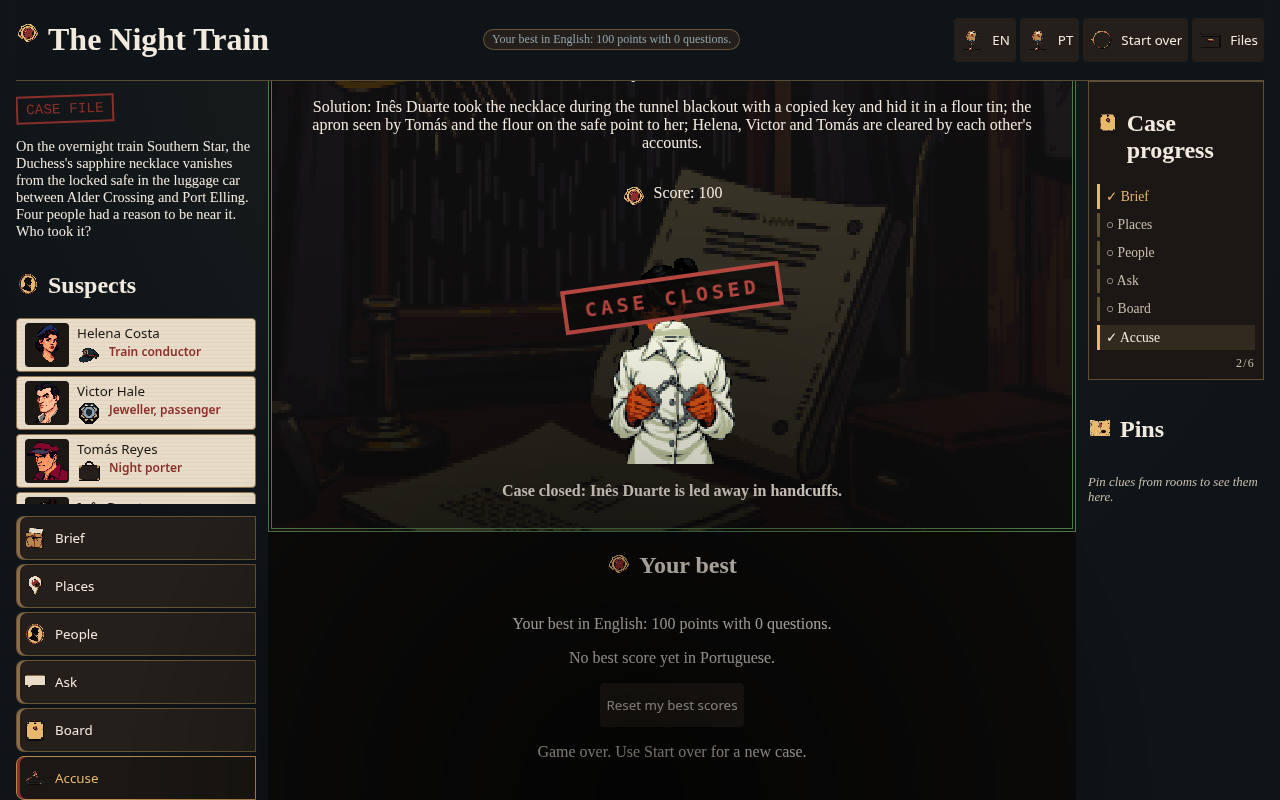 The Night Train
Your best in English: 100 points with 0 questions.
EN
PT
Start over
Files
CASE FILE
On the overnight train Southern Star, the
Duchess's sapphire necklace vanishes
from the locked safe in the luggage car
between Alder Crossing and Port Elling.
Four people had a reason to be near it.
Who took it?
Suspects
Helena Costa
Train conductor
Victor Hale
Jeweller, passenger
Tomás Reyes
Night porter
Brief
Places
People
Ask
Board
Accuse
Solution: Inês Duarte took the necklace during the tunnel blackout with a copied key and hid it in a flour tin; the
apron seen by Tomás and the flour on the safe point to her; Helena, Victor and Tomás are cleared by each other's
accounts.
Score: 100
CASE CLOSED
Case closed: Inês Duarte is led away in handcuffs.
Your best
Your best in English: 100 points with 0 questions.
No best score yet in Portuguese.
Reset my best scores
Game over. Use Start over for a new case.
Case
progress
✓ Brief
○ Places
○ People
○ Ask
○ Board
✓ Accuse
2/6
Pins
Pin clues from rooms to see them
here.